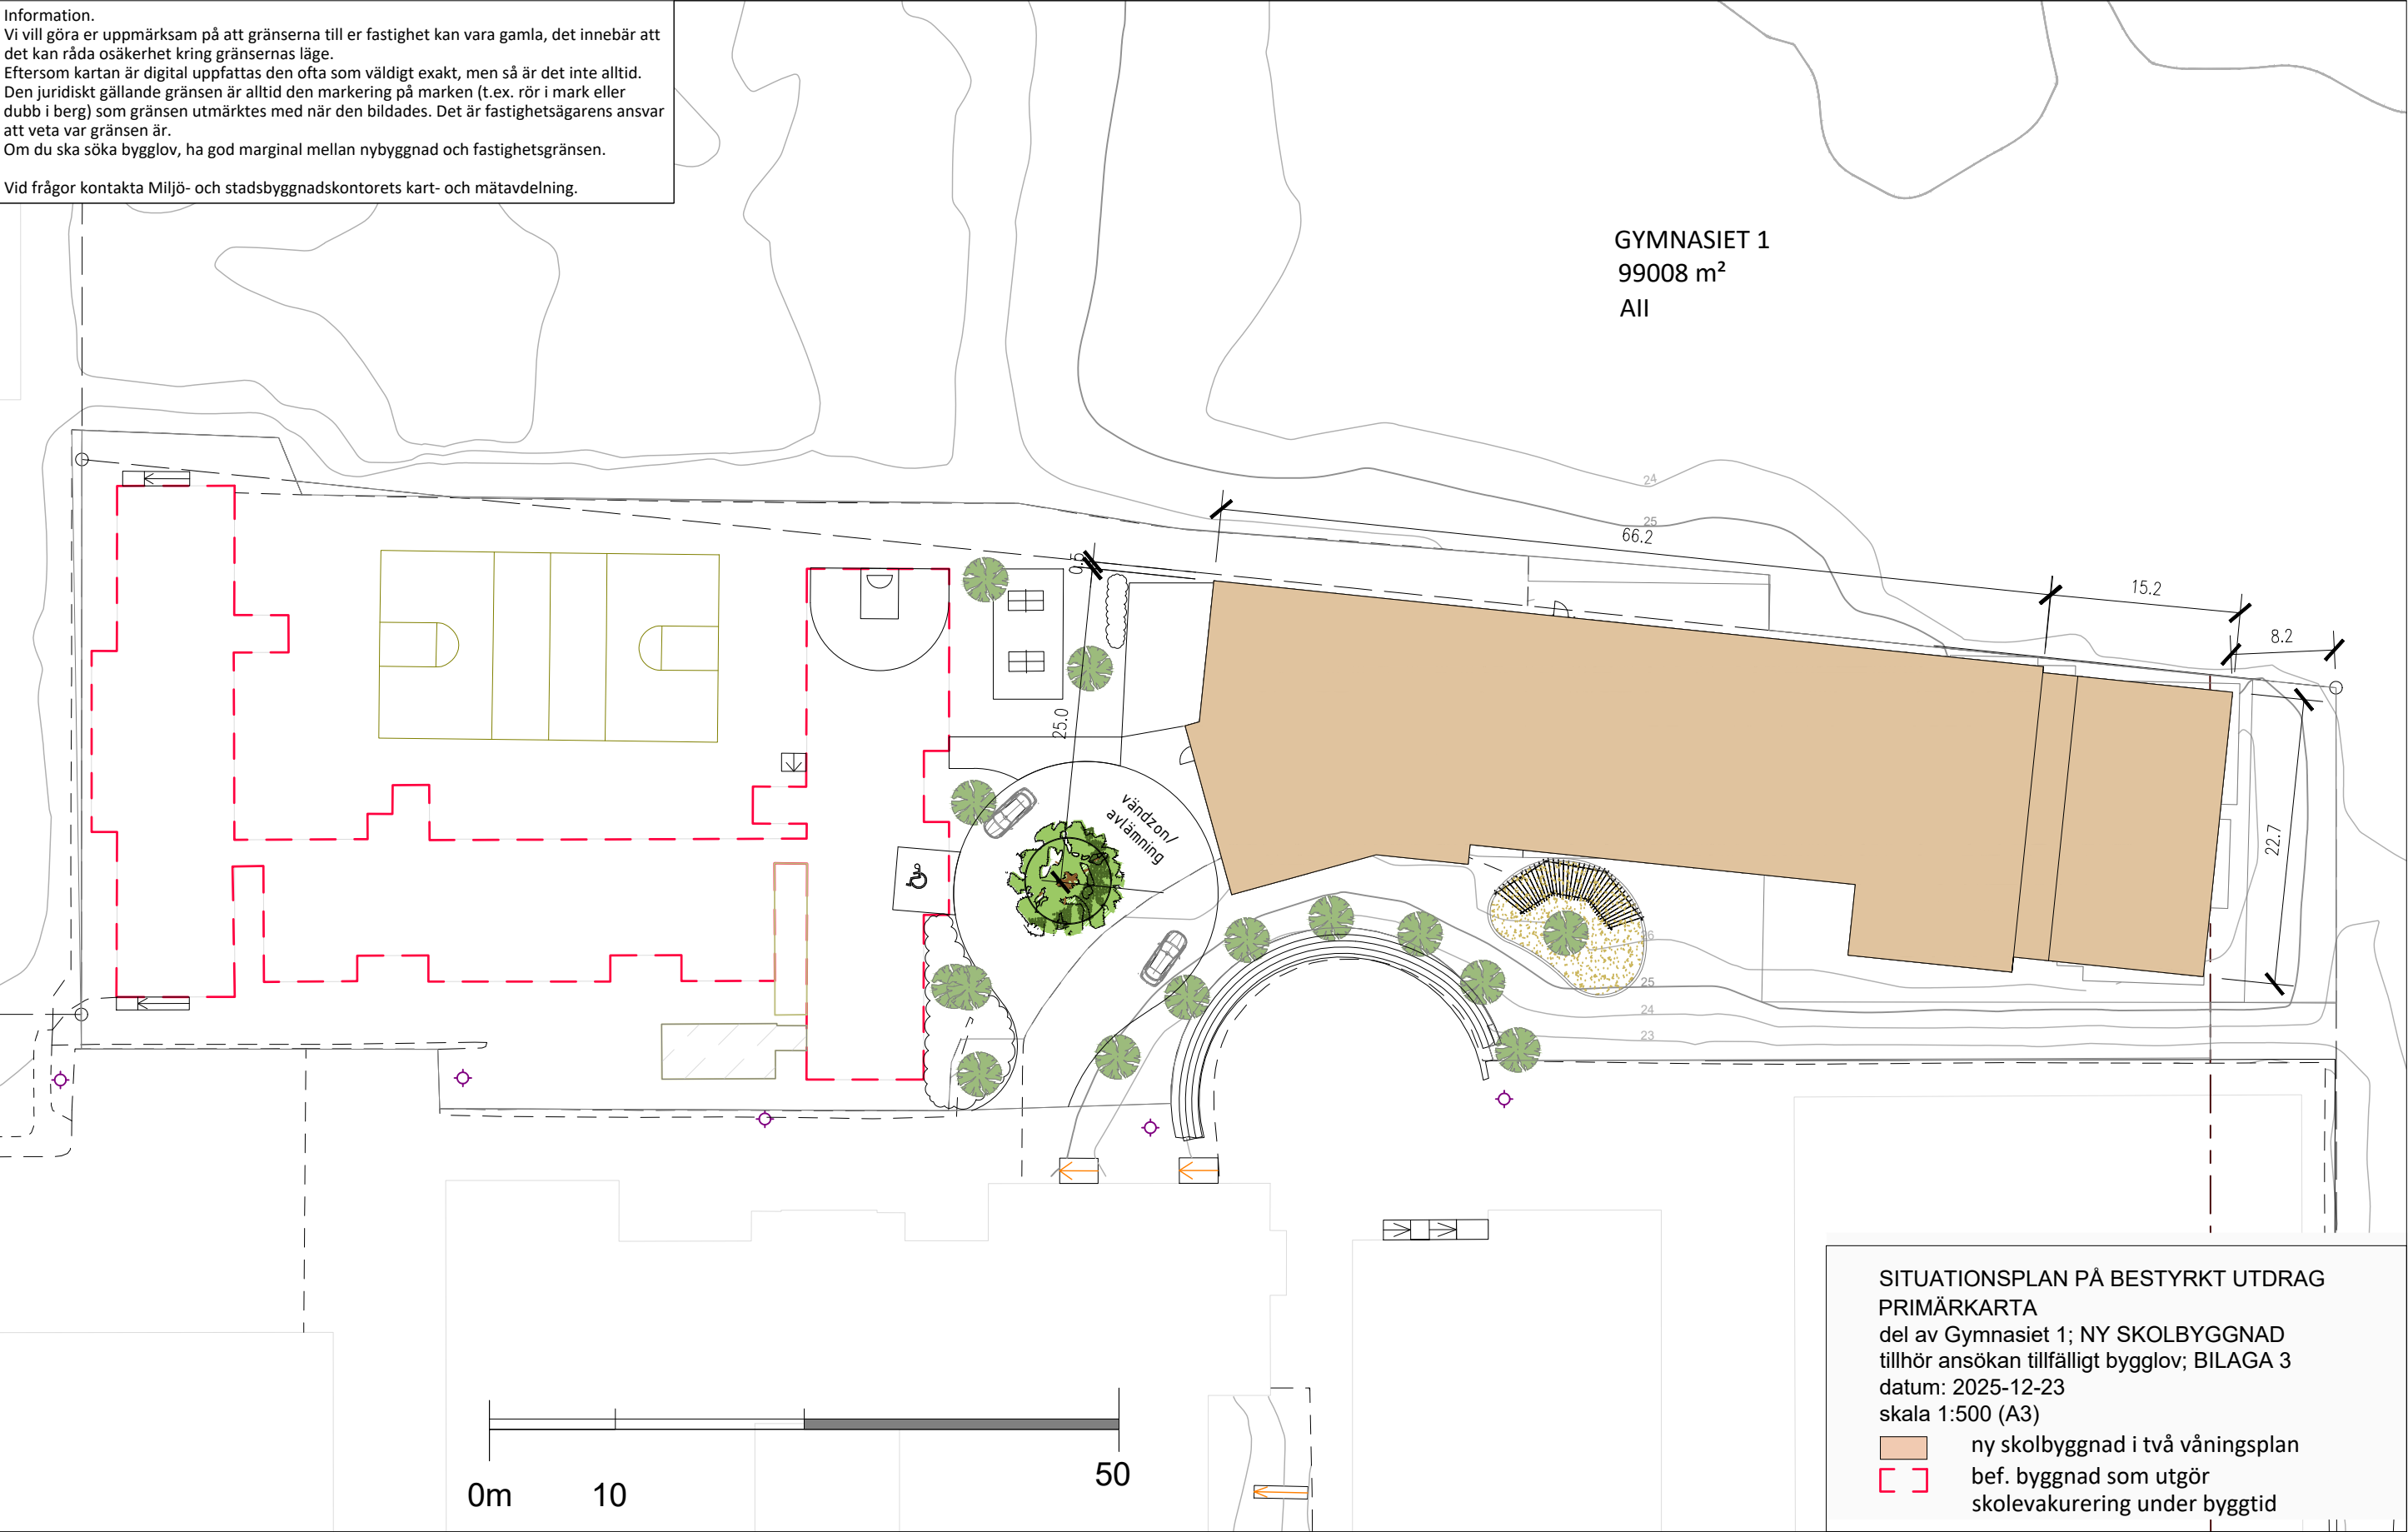 Information.
Vi vill göra er uppmärksam på att gränserna till er fastighet kan vara gamla, det innebär att
det kan råda osäkerhet kring gränsernas läge.
Eftersom kartan är digital uppfattas den ofta som väldigt exakt, men så är det inte alltid.
Den juridiskt gällande gränsen är alltid den markering på marken (t.ex. rör i mark eller
dubb i berg) som gränsen utmärktes med när den bildades. Det är fastighetsägarens ansvar
att veta var gränsen är.
Om du ska söka bygglov, ha god marginal mellan nybyggnad och fastighetsgränsen.
Vid frågor kontakta Miljö- och stadsbyggnadskontorets kart- och mätavdelning.
GYMNASIET 1
99008 m²
AII
24
25
66.2
0.5
15.2
8.2
25.0
vändzon/
avlämning
22.7
26
25
24
23
0m 10 50
SITUATIONSPLAN PÅ BESTYRKT UTDRAG
PRIMÄRKARTA
del av Gymnasiet 1; NY SKOLBYGGNAD
tillhör ansökan tillfälligt bygglov; BILAGA 3
datum: 2025-12-23
skala 1:500 (A3)
ny skolbyggnad i två våningsplan
bef. byggnad som utgör
skolevakurering under byggtid